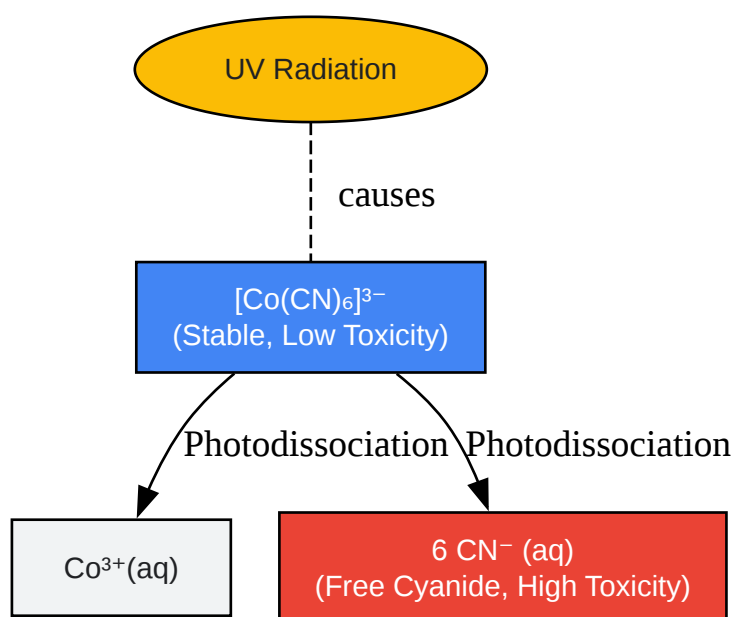 UV Radiation
causes
[Co(CN)₆]³⁻
(Stable, Low Toxicity)
Photodissociation Photodissociation
Co³⁺(aq)
6 CN⁻ (aq)
(Free Cyanide, High Toxicity)